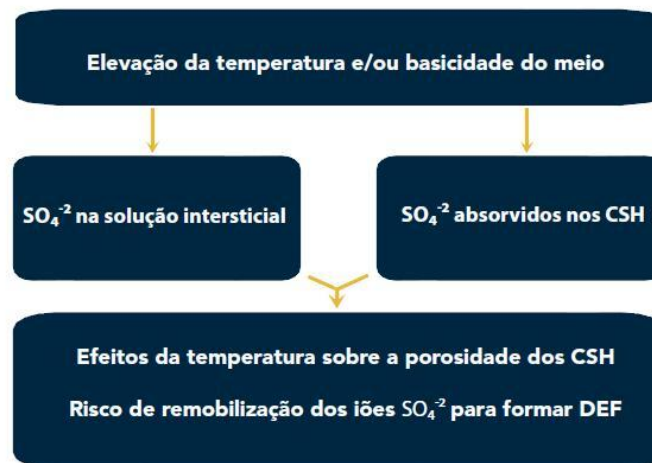 Elevação da temperatura e/ou basicidade do meio
SO₄⁻² na solução intersticial
SO₄⁻² absorvidos nos CSH
Efeitos da temperatura sobre a porosidade dos CSH
Risco de remobilização dos iões SO₄⁻² para formar DEF